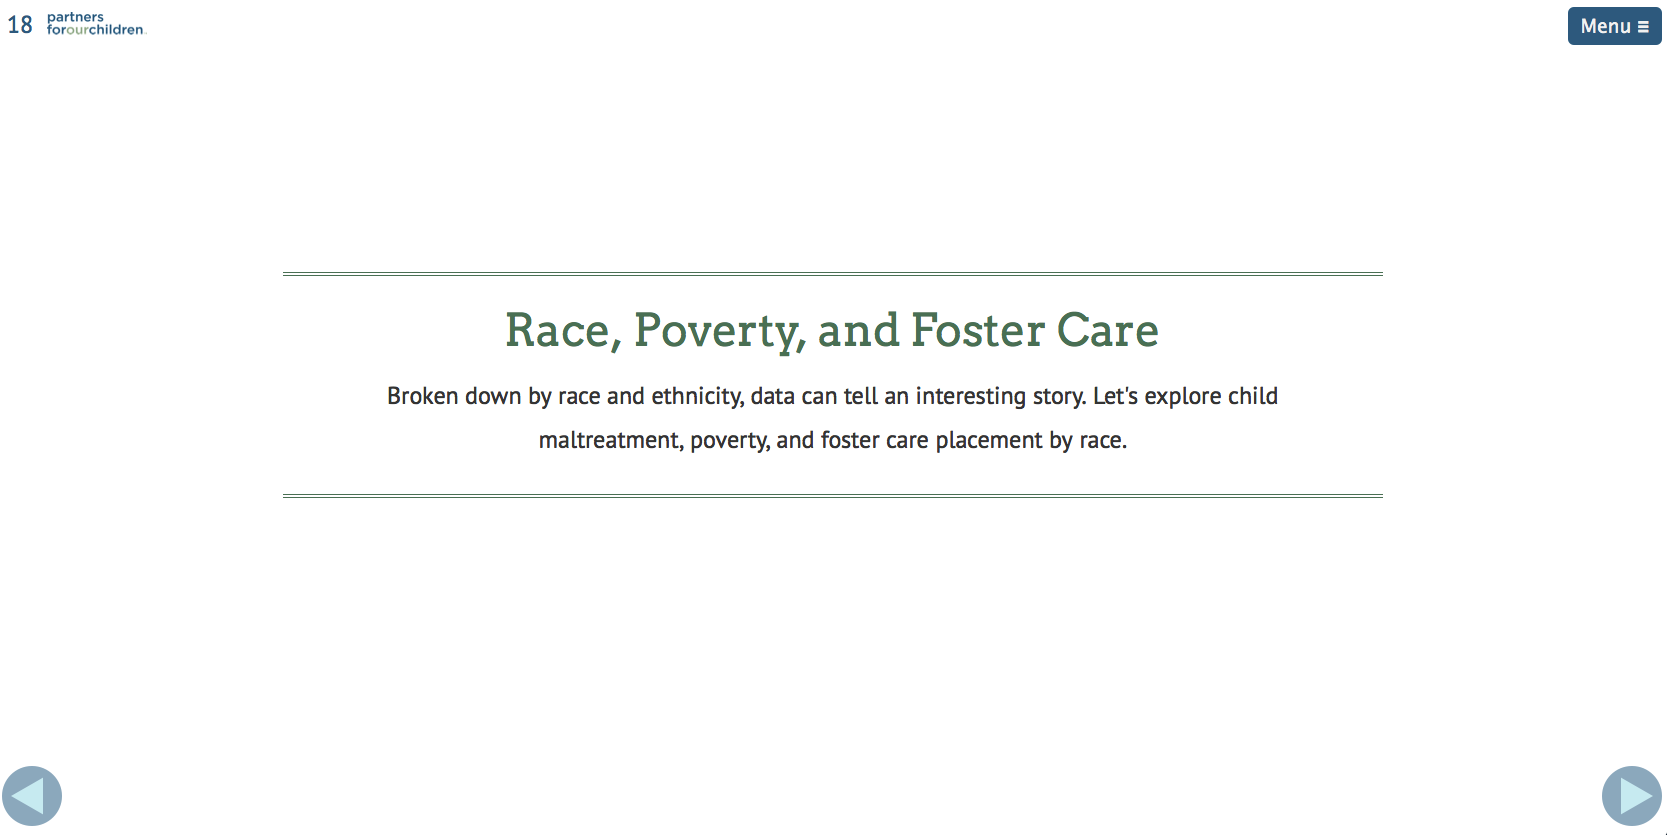 18
partners
forourchildren.
Menu ≡
Race, Poverty, and Foster Care
Broken down by race and ethnicity, data can tell an interesting story. Let's explore child
maltreatment, poverty, and foster care placement by race.